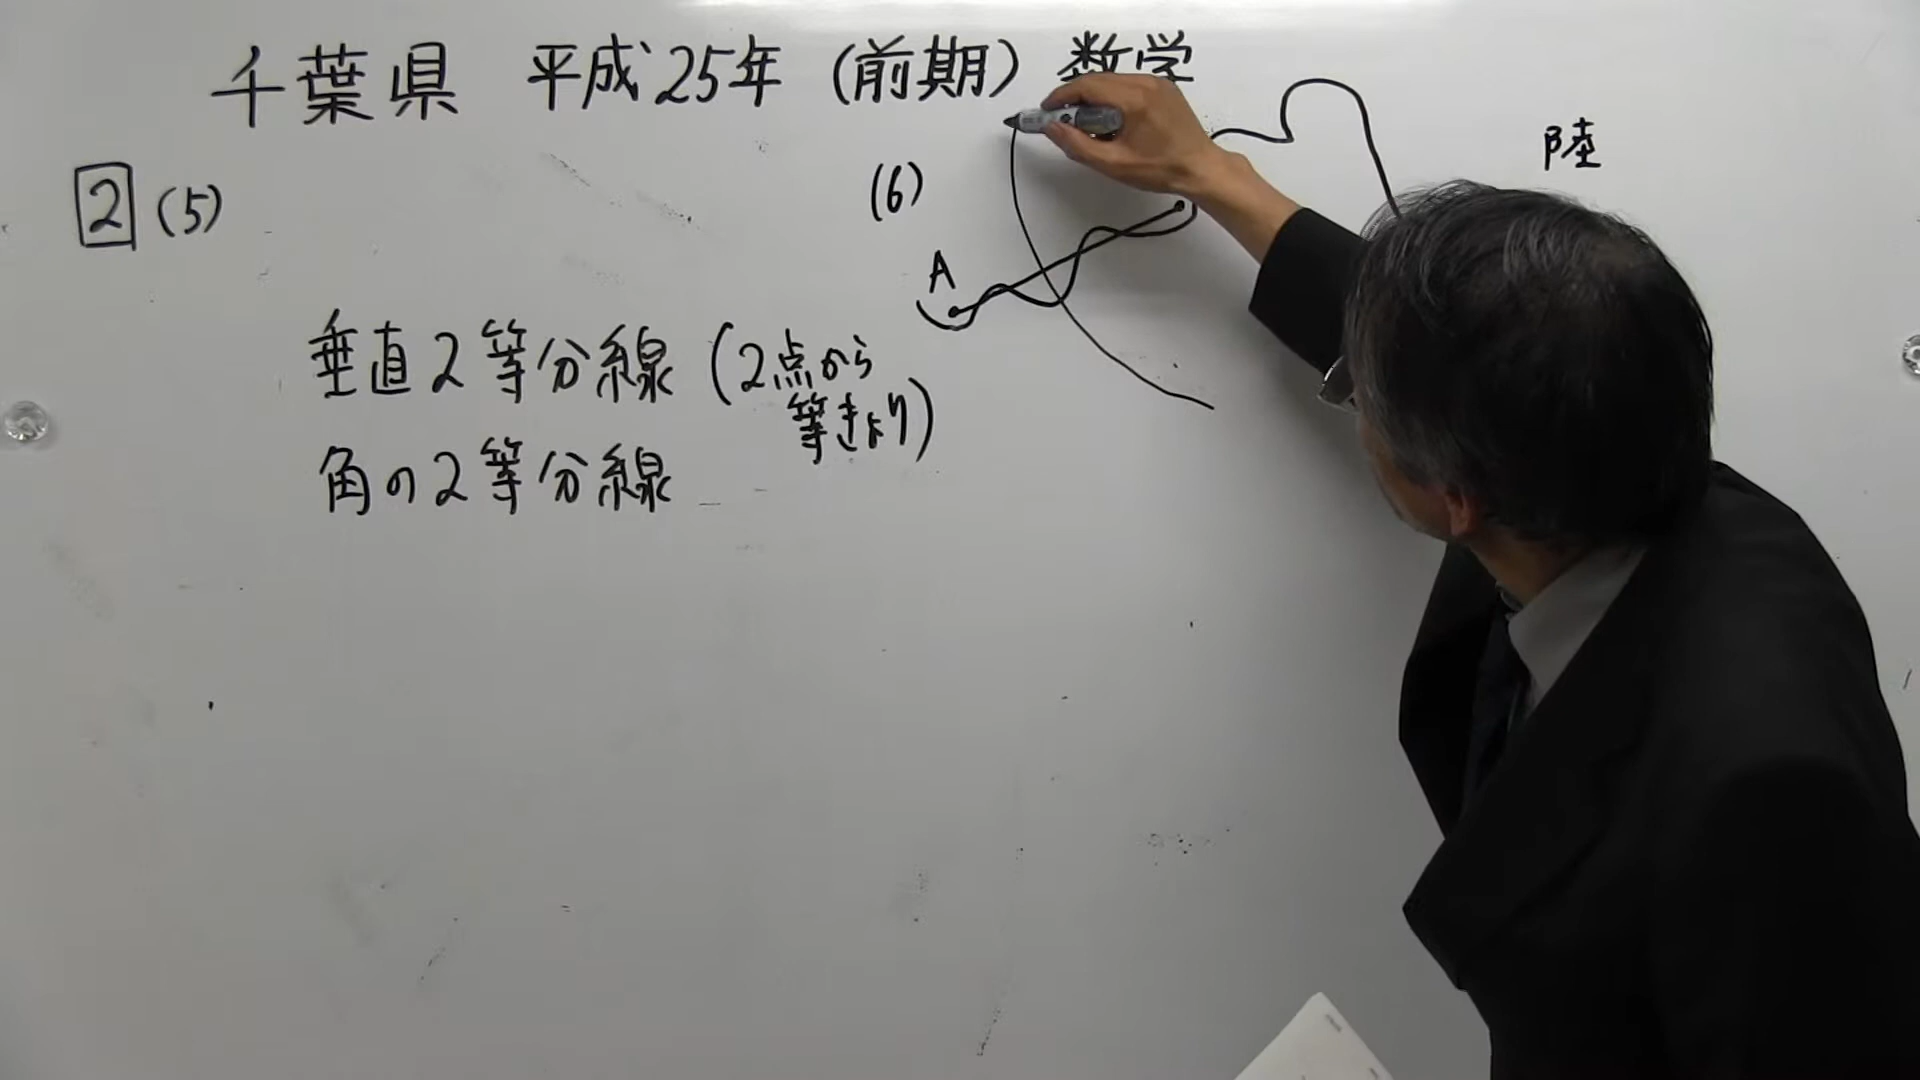 千葉県 平成25年 (前期) 数学
2 (5)
(6)
陸
A
垂直2等分線 (2点から
等きょり)
角の2等分線